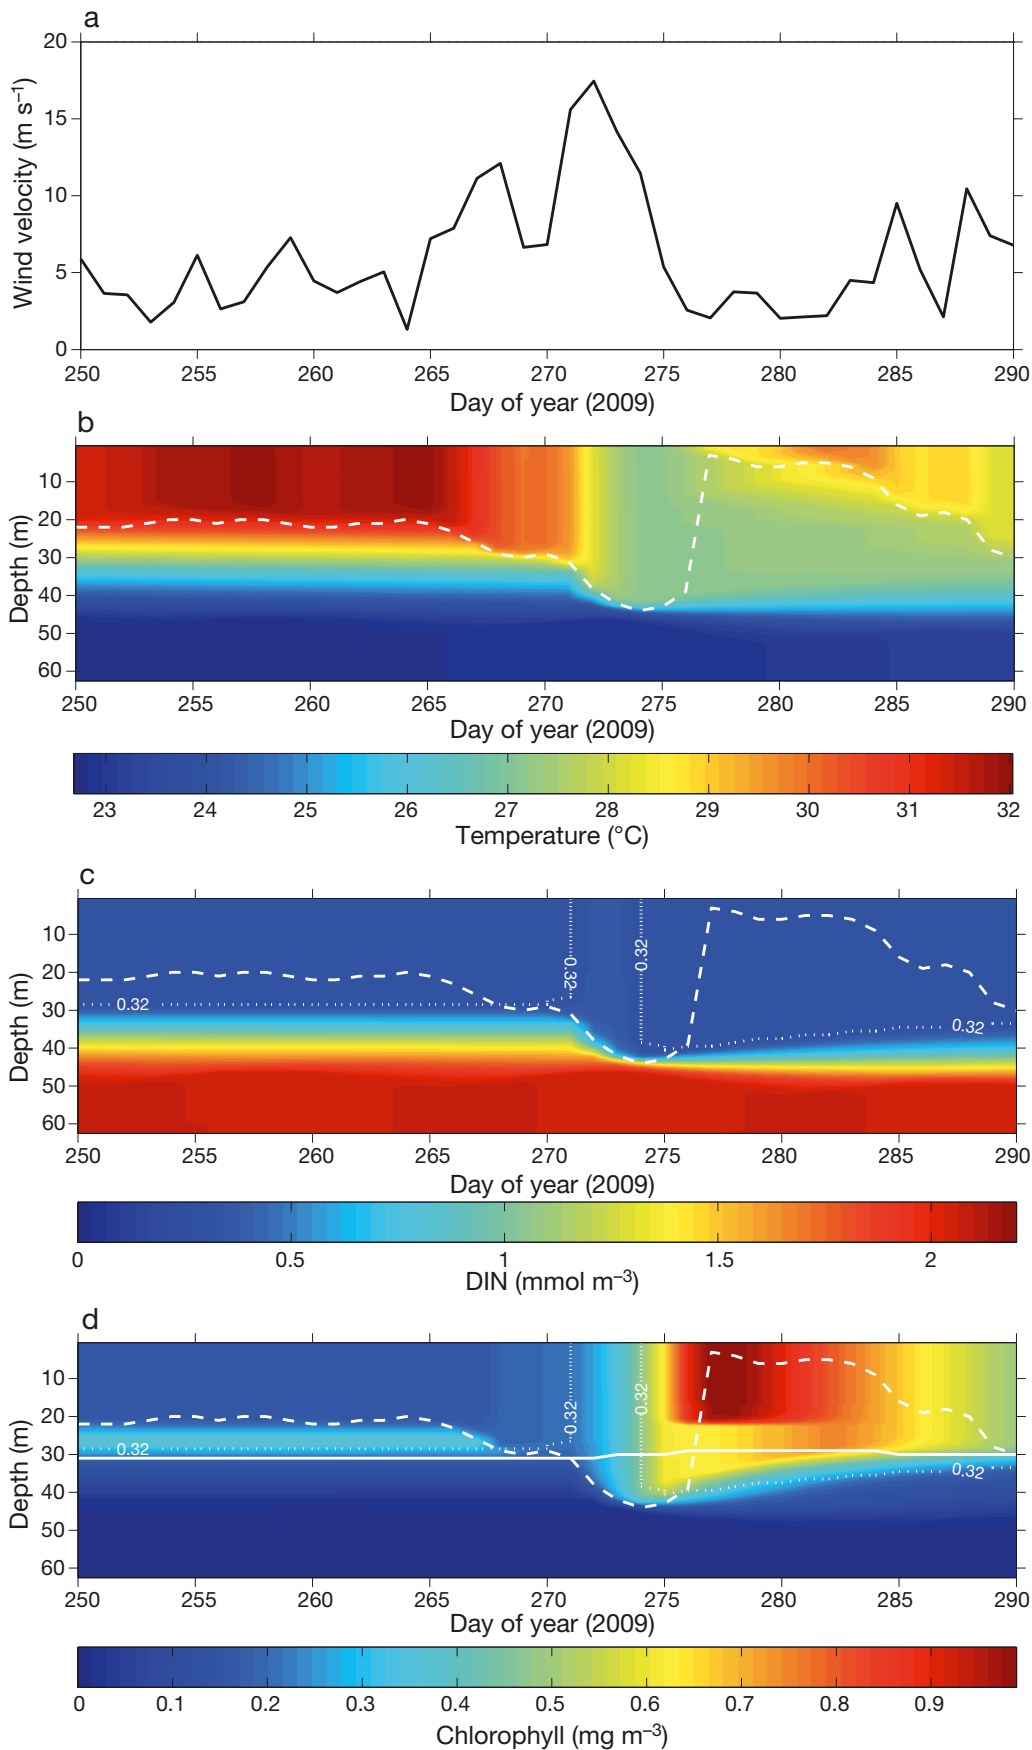 a
20
15
10
5
0
Wind velocity (m s⁻¹)
250 255 260 265 270 275 280 285 290
Day of year (2009)
b
10
20
30
40
50
60
Depth (m)
250 255 260 265 270 275 280 285 290
Day of year (2009)
23 24 25 26 27 28 29 30 31 32
Temperature (°C)
c
10
20
30
40
50
60
Depth (m)
0.32
0.32
0.32
0.32
250 255 260 265 270 275 280 285 290
Day of year (2009)
0 0.5 1 1.5 2
DIN (mmol m⁻³)
d
10
20
30
40
50
60
Depth (m)
0.32
0.32
0.32
0.32
250 255 260 265 270 275 280 285 290
Day of year (2009)
0 0.1 0.2 0.3 0.4 0.5 0.6 0.7 0.8 0.9
Chlorophyll (mg m⁻³)